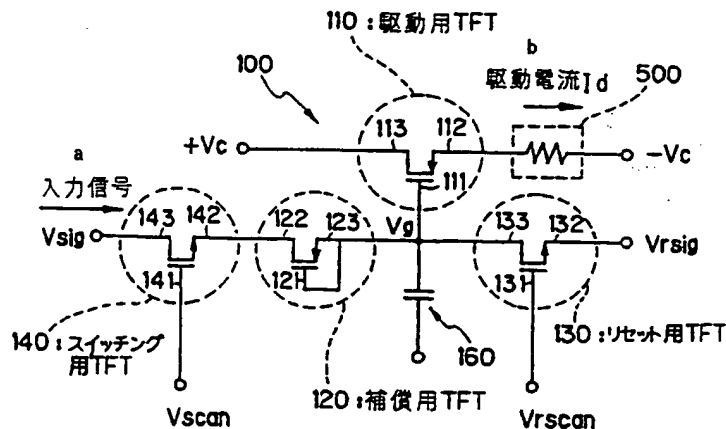 110:駆動用TFT
b
駆動電流Id
500
100
113
112
+Vc
-Vc
111
a
入力信号
143
142
122
123
Vg
133
132
Vsig
Vrsig
141
121
131
140:スイッチング
用TFT
160
130:リセット用TFT
120:補償用TFT
Vscan
Vrscan